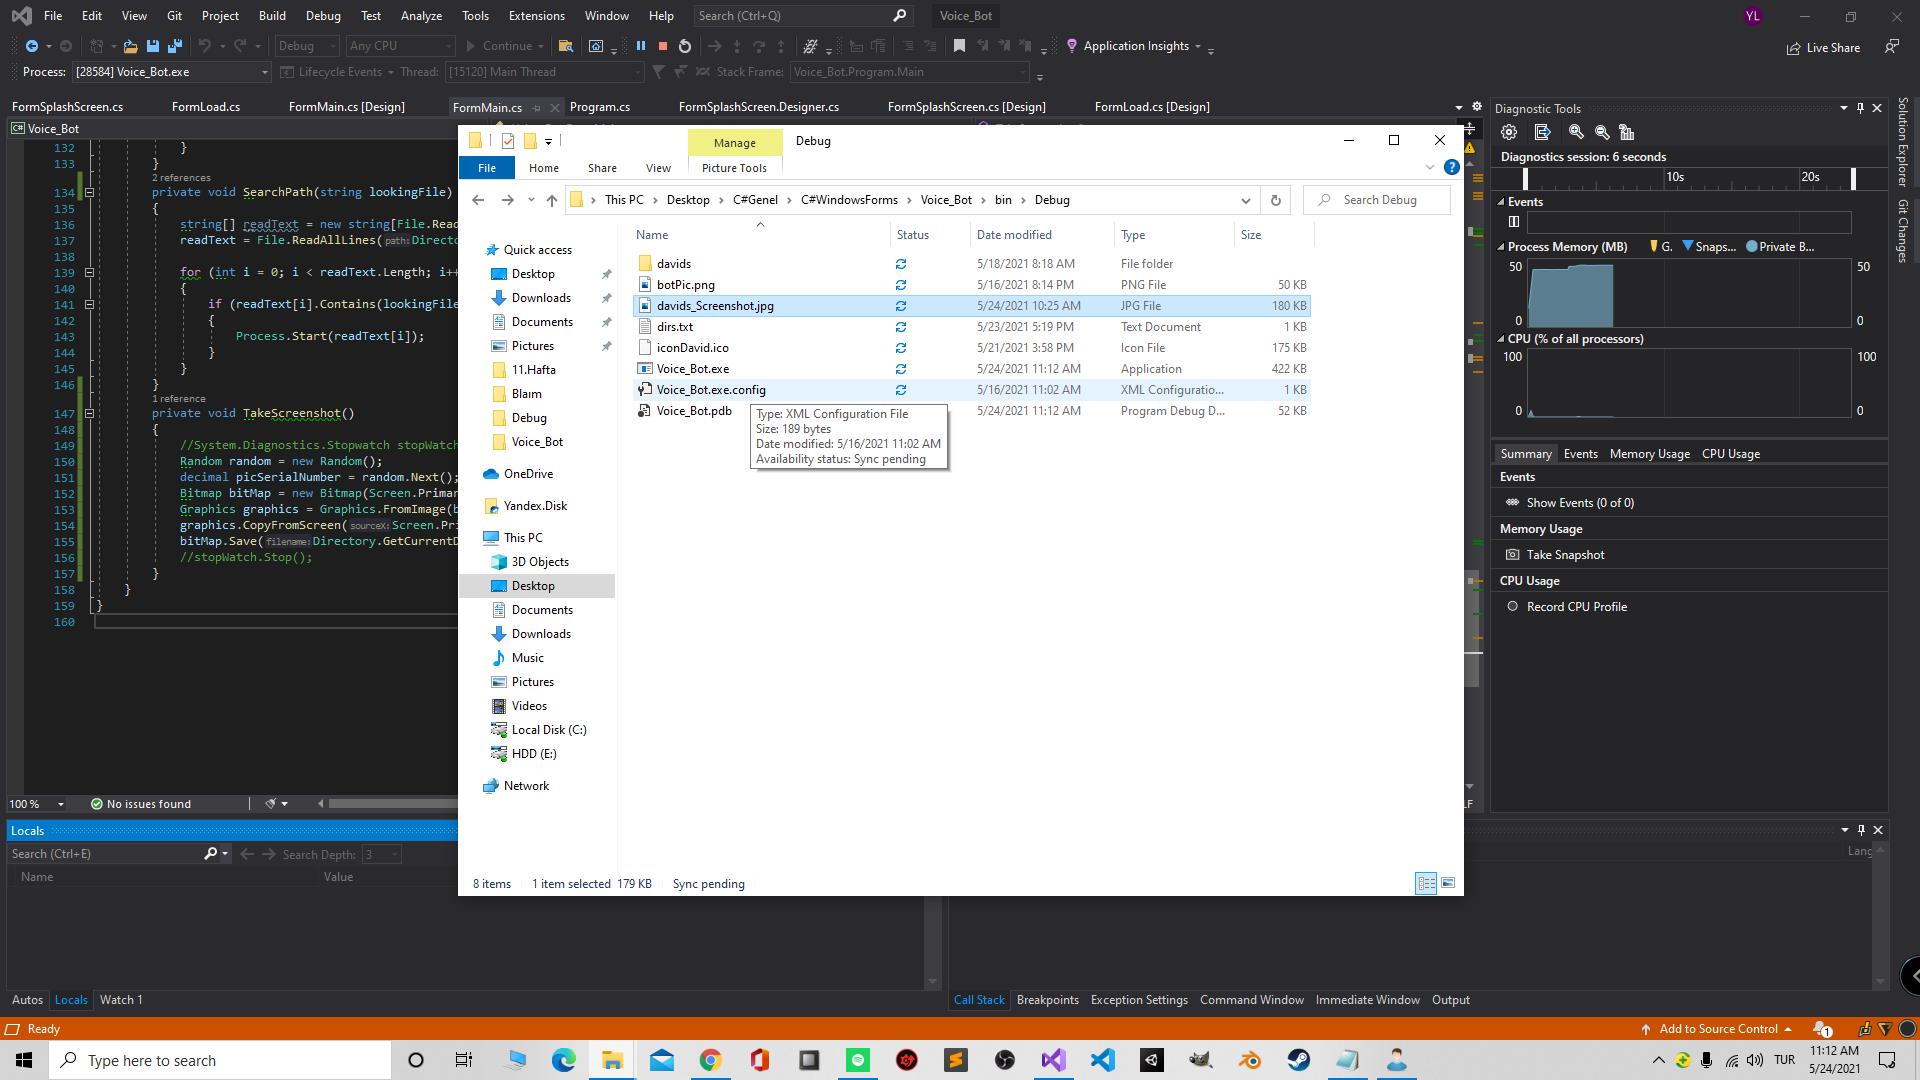 File Edit View Git Project Build Debug Test Analyze Tools Extensions Window Help Search (Ctrl+Q) Voice_Bot YL
Debug Any CPU Continue Application Insights Live Share
Process: [28584] Voice_Bot.exe Lifecycle Events Thread: [15120] Main Thread Stack Frame: Voice_Bot.Program.Main
FormSplashScreen.cs FormLoad.cs FormMain.cs [Design] FormMain.cs Program.cs FormSplashScreen.Designer.cs FormSplashScreen.cs [Design] FormLoad.cs [Design]
C# Voice_Bot
132 }
133 }
2 references
134 private void SearchPath(string lookingFile)
135 {
136 string[] readText = new string[File.Read
137 readText = File.ReadAllLines(path:Directo
138
139 for (int i = 0; i < readText.Length; i++
140 {
141 if (readText[i].Contains(lookingFile
142 {
143 Process.Start(readText[i]);
144 }
145 }
146 }
1 reference
147 private void TakeScreenshot()
148 {
149 //System.Diagnostics.Stopwatch stopWatch
150 Random random = new Random();
151 decimal picSerialNumber = random.Next();
152 Bitmap bitMap = new Bitmap(Screen.Primar
153 Graphics graphics = Graphics.FromImage(b
154 graphics.CopyFromScreen(sourceX:Screen.Pri
155 bitMap.Save(filename:Directory.GetCurrentD
156 //stopWatch.Stop();
157 }
158 }
159 }
160
100 % No issues found
Locals
Search (Ctrl+E) Search Depth: 3
Name Value
Autos Locals Watch 1
Manage Debug
File Home Share View Picture Tools
This PC Desktop C#Genel C#WindowsForms Voice_Bot bin Debug Search Debug
Quick access
Desktop
Downloads
Documents
Pictures
11.Hafta
Blaım
Debug
Voice_Bot
OneDrive
Yandex.Disk
This PC
3D Objects
Desktop
Documents
Downloads
Music
Pictures
Videos
Local Disk (C:)
HDD (E:)
Network
Name Status Date modified Type Size
davids 5/18/2021 8:18 AM File folder
botPic.png 5/16/2021 8:14 PM PNG File 50 KB
davids_Screenshot.jpg 5/24/2021 10:25 AM JPG File 180 KB
dirs.txt 5/23/2021 5:19 PM Text Document 1 KB
iconDavid.ico 5/21/2021 3:58 PM Icon File 175 KB
Voice_Bot.exe 5/24/2021 11:12 AM Application 422 KB
Voice_Bot.exe.config 5/16/2021 11:02 AM XML Configuratio... 1 KB
Voice_Bot.pdb 5/24/2021 11:12 AM Program Debug D... 52 KB
Type: XML Configuration File
Size: 189 bytes
Date modified: 5/16/2021 11:02 AM
Availability status: Sync pending
8 items 1 item selected 179 KB Sync pending
Diagnostic Tools
Diagnostics session: 6 seconds
10s 20s
Events
Process Memory (MB) G. Snaps... Private B...
50 50
0 0
CPU (% of all processors)
100 100
0 0
Summary Events Memory Usage CPU Usage
Events
Show Events (0 of 0)
Memory Usage
Take Snapshot
CPU Usage
Record CPU Profile
Solution Explorer
Git Changes
LF
Lang
Call Stack Breakpoints Exception Settings Command Window Immediate Window Output
Ready Add to Source Control 1
Type here to search TUR 11:12 AM
5/24/2021